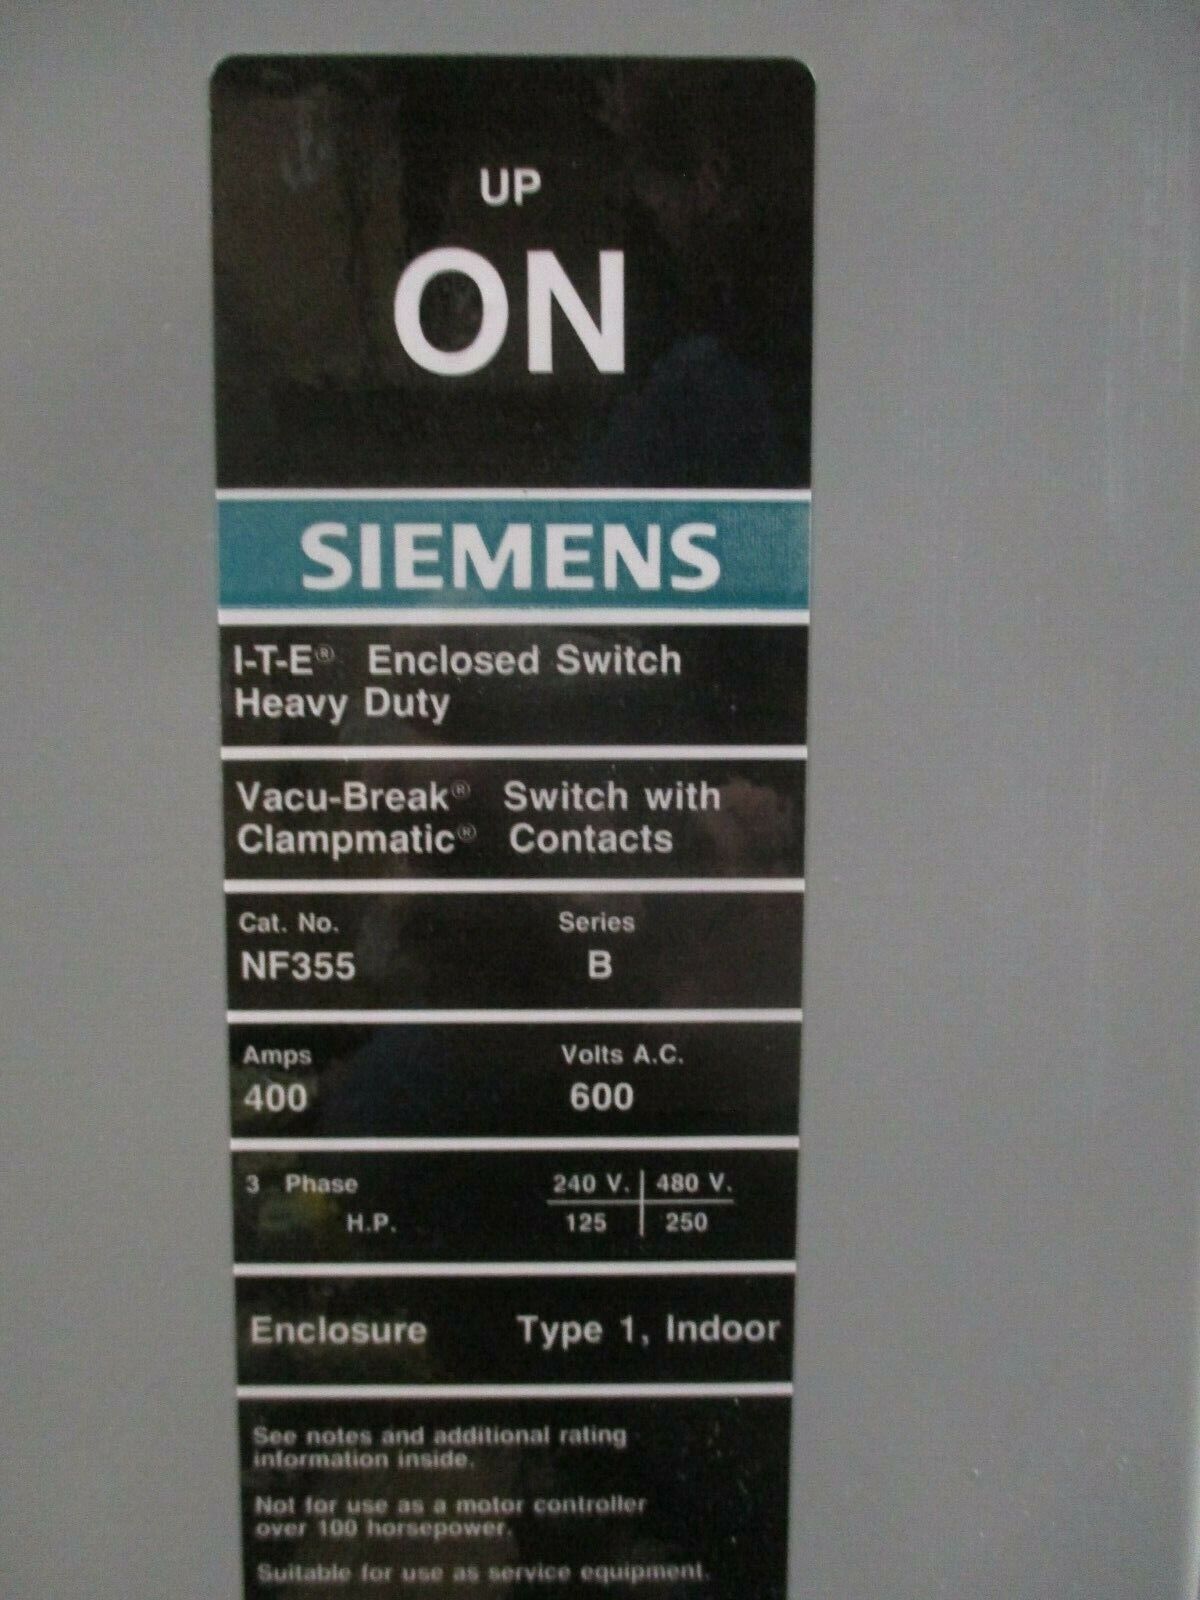 UP
ON
SIEMENS
I-T-E® Enclosed Switch
Heavy Duty
Vacu-Break® Switch with
Clampmatic® Contacts
Cat. No. Series
NF355 B
Amps Volts A.C.
400 600
3 Phase 240 V. 480 V.
H.P. 125 250
Enclosure Type 1, Indoor
See notes and additional rating
information inside.
Not for use as a motor controller
over 100 horsepower.
Suitable for use as service equipment.